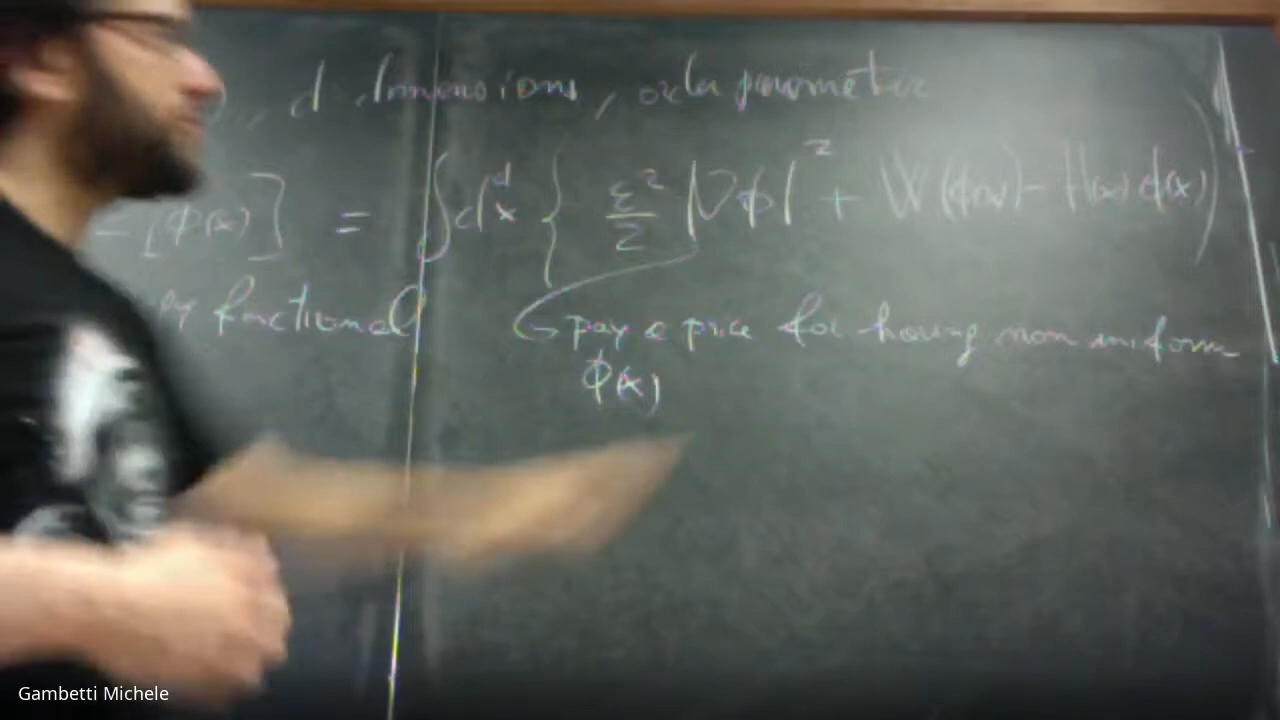 d dimensions, order parameter
[ϕ(x)] = ∫d^d x { ε²/2 |∇ϕ|² + W(ϕ(x)) - H(x) ϕ(x) }
functional
↪ pay a price for having non uniform
ϕ(x)
Gambetti Michele